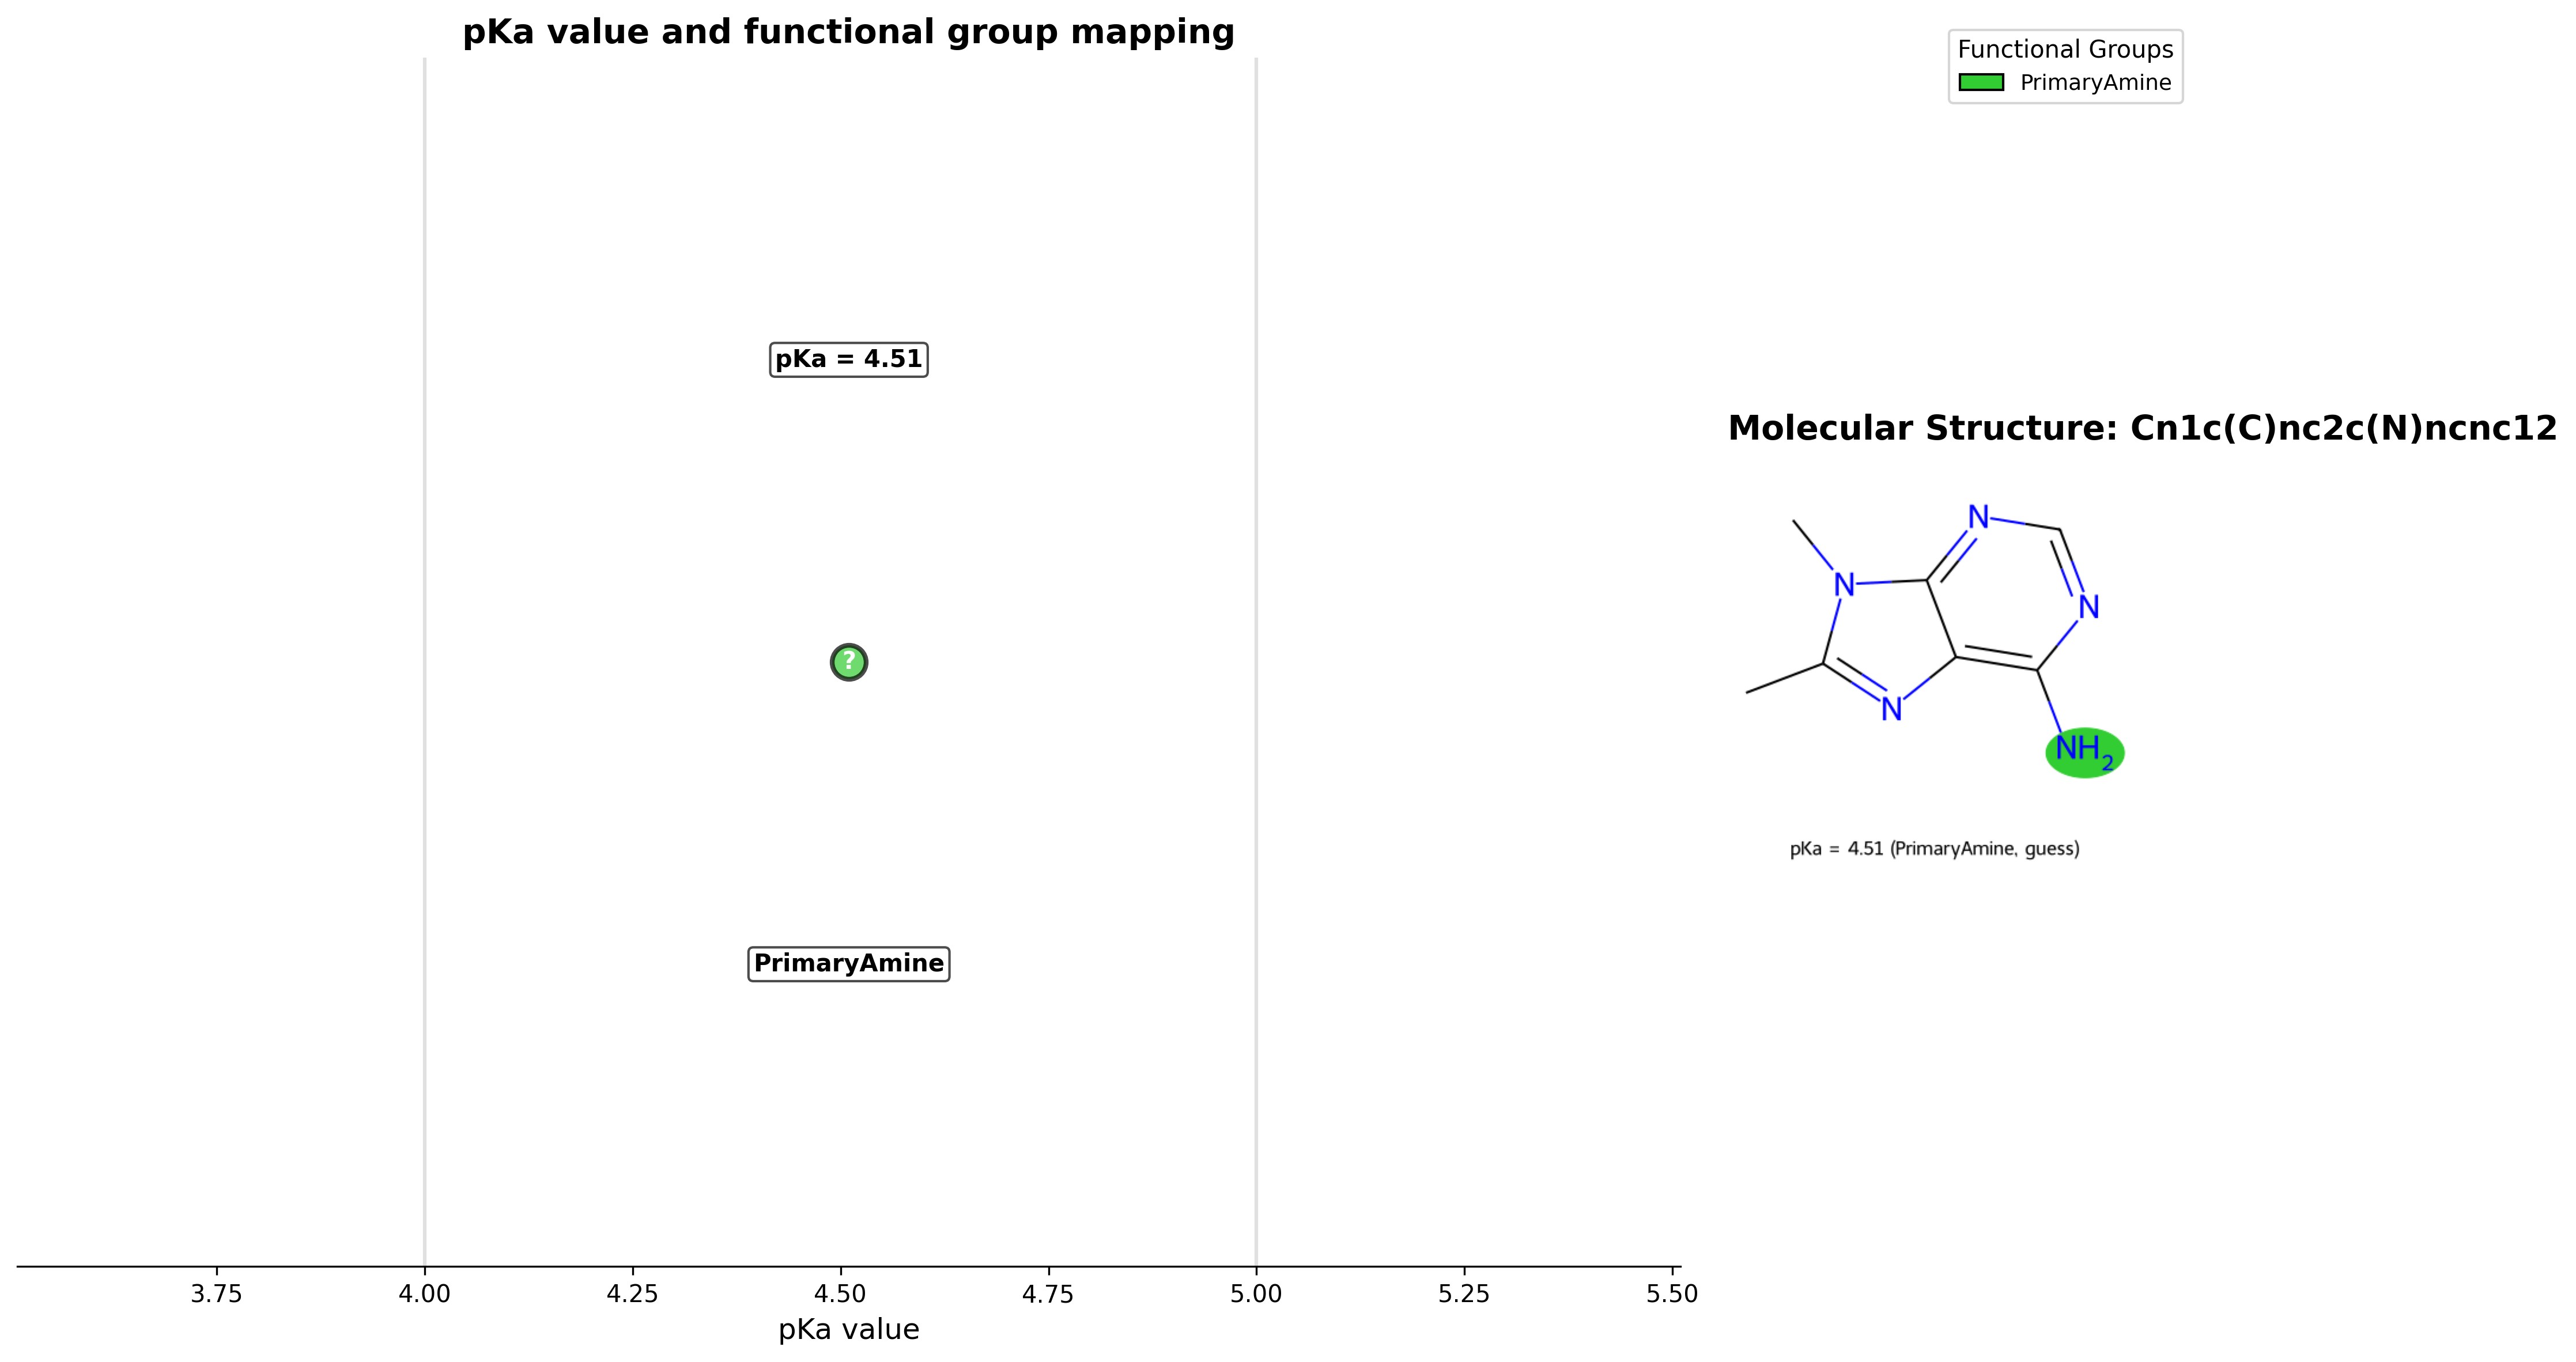 pKa value and functional group mapping
pKa = 4.51
?
PrimaryAmine
3.75 4.00 4.25 4.50 4.75 5.00 5.25 5.50
pKa value
Functional Groups
PrimaryAmine
Molecular Structure: Cn1c(C)nc2c(N)ncnc12
N
N
N
N
NH2
pKa = 4.51 (PrimaryAmine, guess)